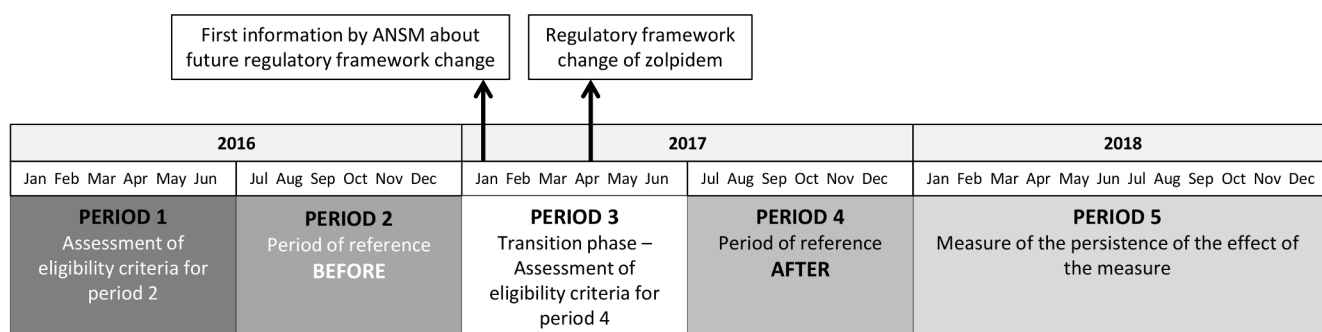 First information by ANSM about
future regulatory framework change
Regulatory framework
change of zolpidem
2016
2017
2018
Jan Feb Mar Apr May Jun
Jul Aug Sep Oct Nov Dec
Jan Feb Mar Apr May Jun
Jul Aug Sep Oct Nov Dec
Jan Feb Mar Apr May Jun Jul Aug Sep Oct Nov Dec
PERIOD 1
Assessment of
eligibility criteria for
period 2
PERIOD 2
Period of reference
BEFORE
PERIOD 3
Transition phase –
Assessment of
eligibility criteria for
period 4
PERIOD 4
Period of reference
AFTER
PERIOD 5
Measure of the persistence of the effect of
the measure